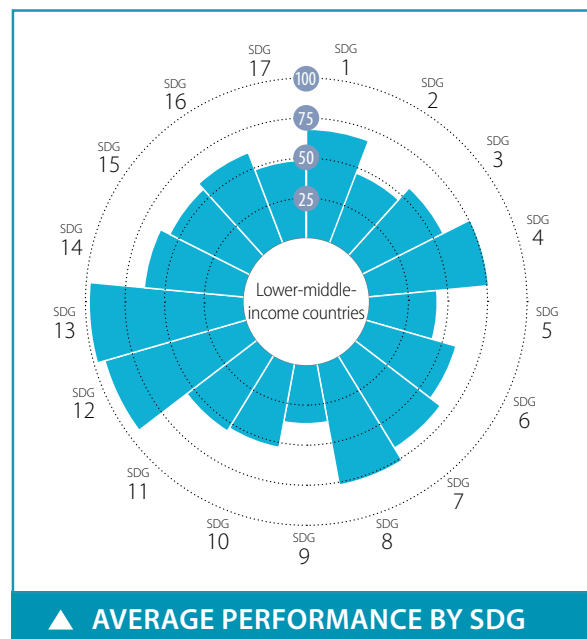 SDG
1
SDG
2
SDG
3
SDG
4
SDG
5
SDG
6
SDG
7
SDG
8
SDG
9
SDG
10
SDG
11
SDG
12
SDG
13
SDG
14
SDG
15
SDG
16
SDG
17
100
75
50
25
Lower-middle-
income countries
▲ AVERAGE PERFORMANCE BY SDG